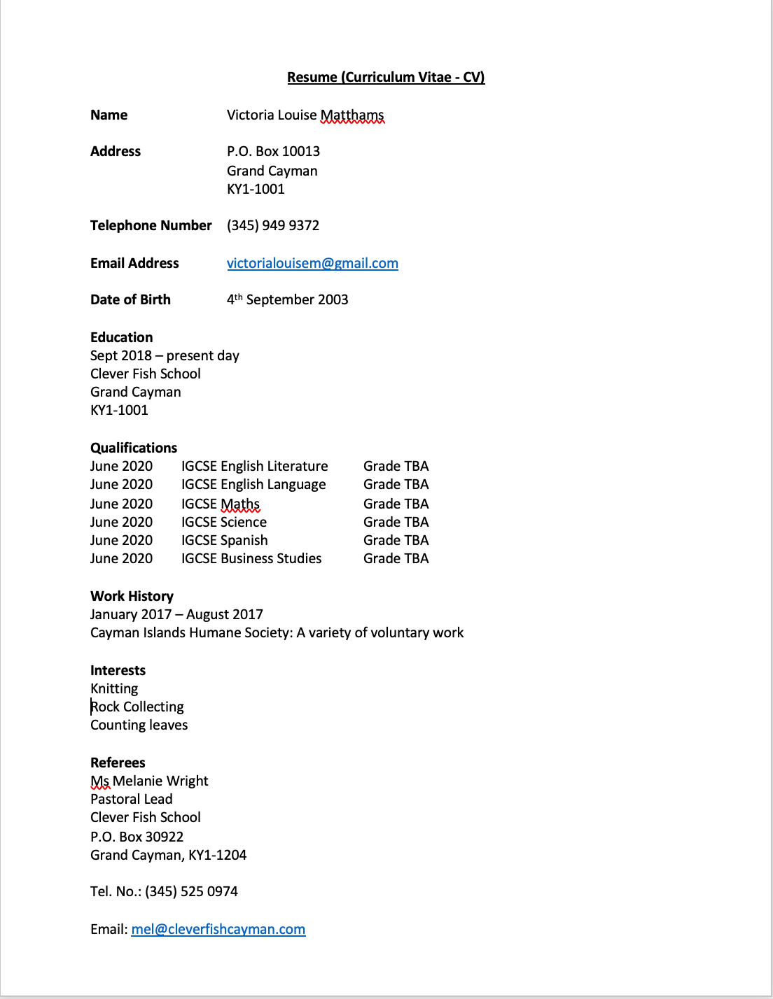 Resume (Curriculum Vitae - CV)
Name Victoria Louise Matthams
Address P.O. Box 10013
Grand Cayman
KY1-1001
Telephone Number (345) 949 9372
Email Address victorialouisem@gmail.com
Date of Birth 4th September 2003
Education
Sept 2018 – present day
Clever Fish School
Grand Cayman
KY1-1001
Qualifications
June 2020 IGCSE English Literature Grade TBA
June 2020 IGCSE English Language Grade TBA
June 2020 IGCSE Maths Grade TBA
June 2020 IGCSE Science Grade TBA
June 2020 IGCSE Spanish Grade TBA
June 2020 IGCSE Business Studies Grade TBA
Work History
January 2017 – August 2017
Cayman Islands Humane Society: A variety of voluntary work
Interests
Knitting
Rock Collecting
Counting leaves
Referees
Ms Melanie Wright
Pastoral Lead
Clever Fish School
P.O. Box 30922
Grand Cayman, KY1-1204
Tel. No.: (345) 525 0974
Email: mel@cleverfishcayman.com